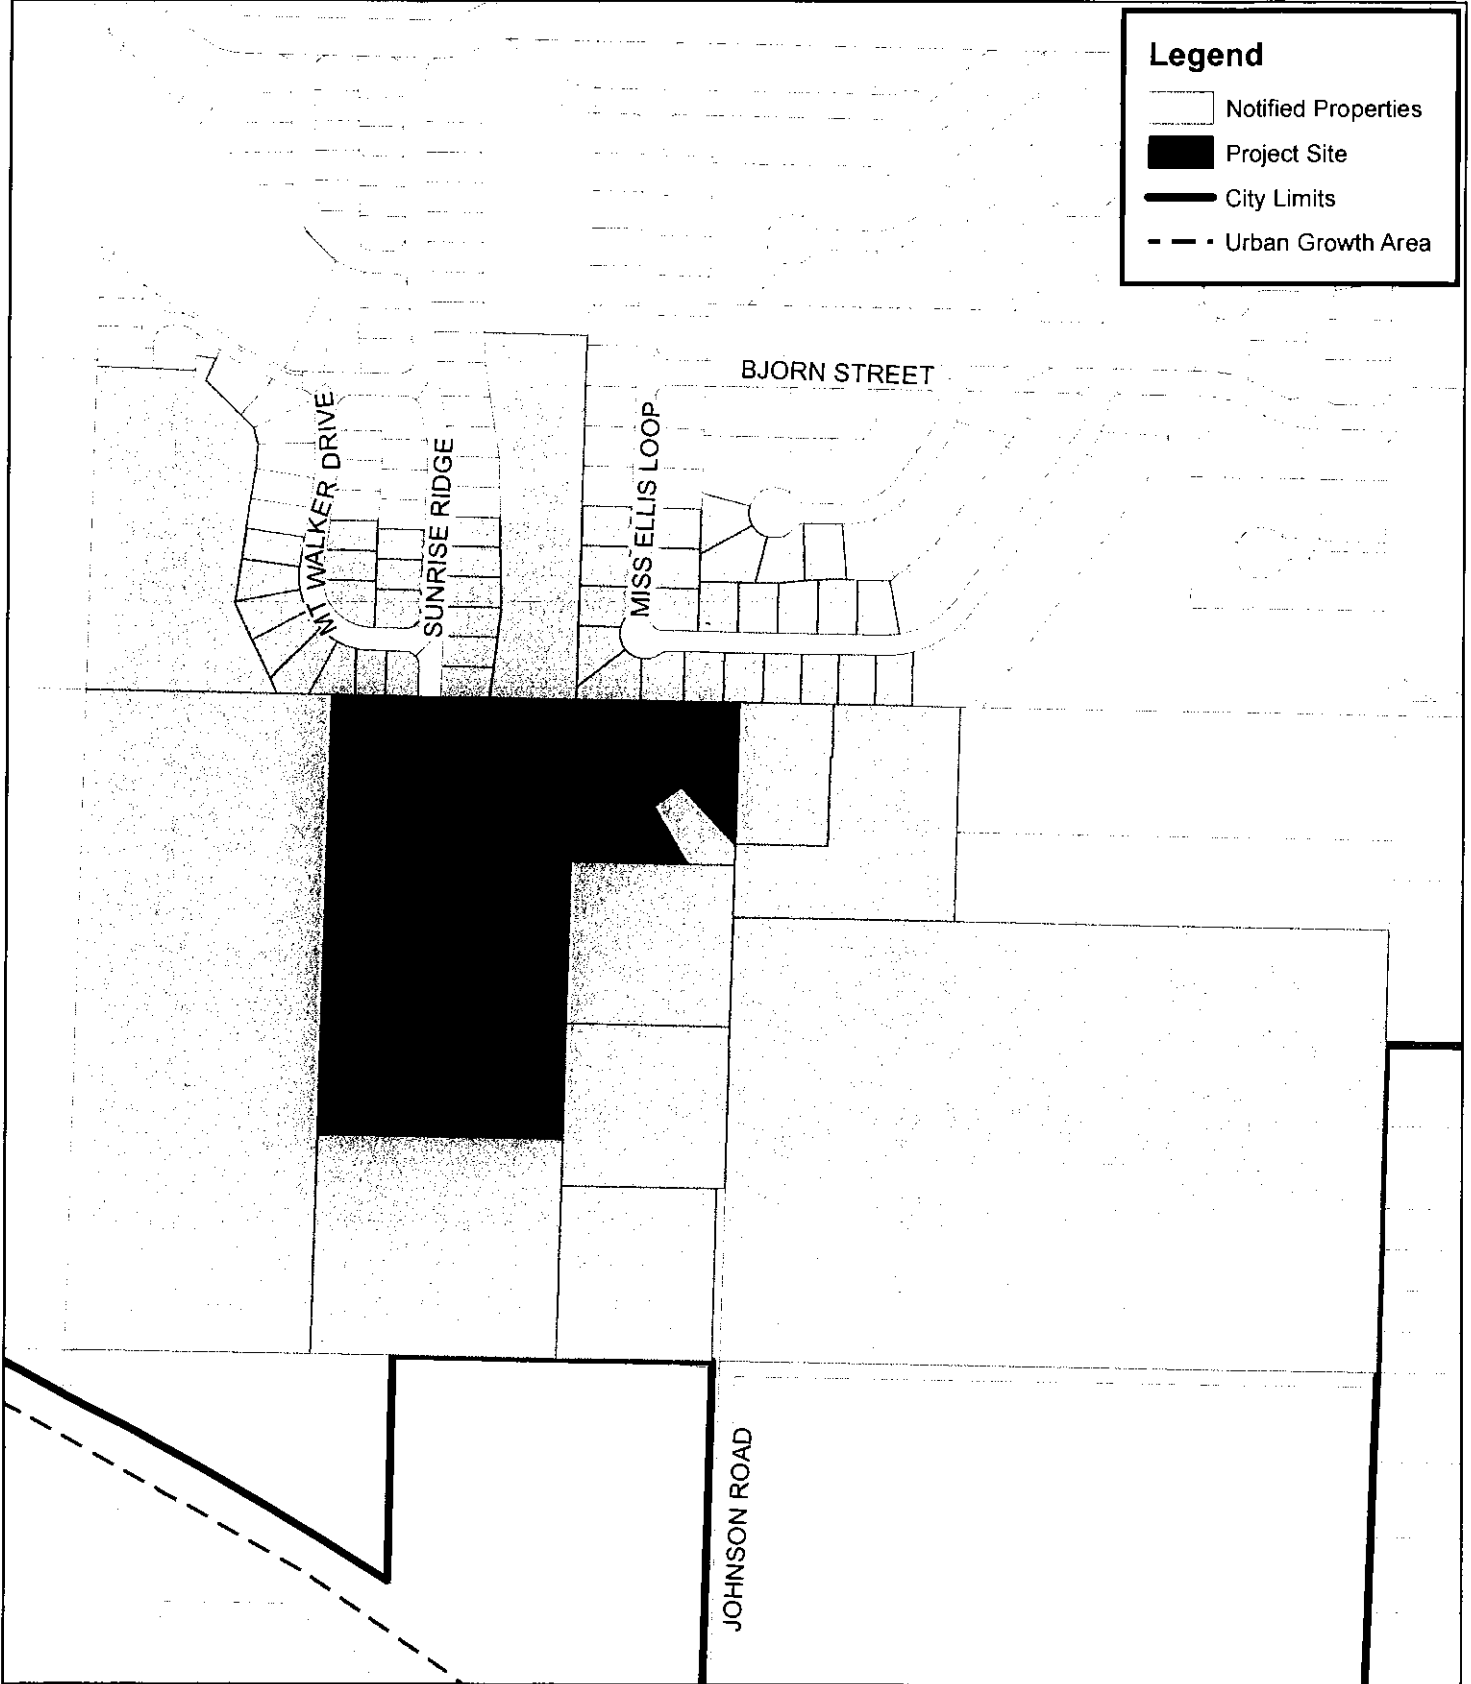 Legend
Notified Properties
Project Site
City Limits
Urban Growth Area
BJORN STREET
MT WALKER DRIVE
SUNRISE RIDGE
MISS ELLIS LOOP
JOHNSON ROAD